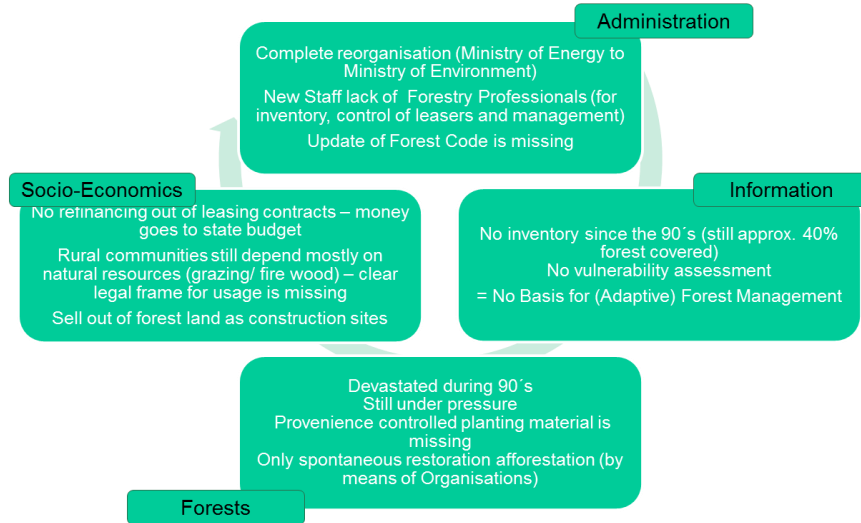 Administration
Complete reorganisation (Ministry of Energy to
Ministry of Environment)
New Staff lack of Forestry Professionals (for
inventory, control of leasers and management)
Update of Forest Code is missing
Socio-Economics
No refinancing out of leasing contracts – money
goes to state budget
Rural communities still depend mostly on
natural resources (grazing/ fire wood) – clear
legal frame for usage is missing
Sell out of forest land as construction sites
Information
No inventory since the 90´s (still approx. 40%
forest covered)
No vulnerability assessment
= No Basis for (Adaptive) Forest Management
Devastated during 90´s
Still under pressure
Provenience controlled planting material is
missing
Only spontaneous restoration afforestation (by
means of Organisations)
Forests